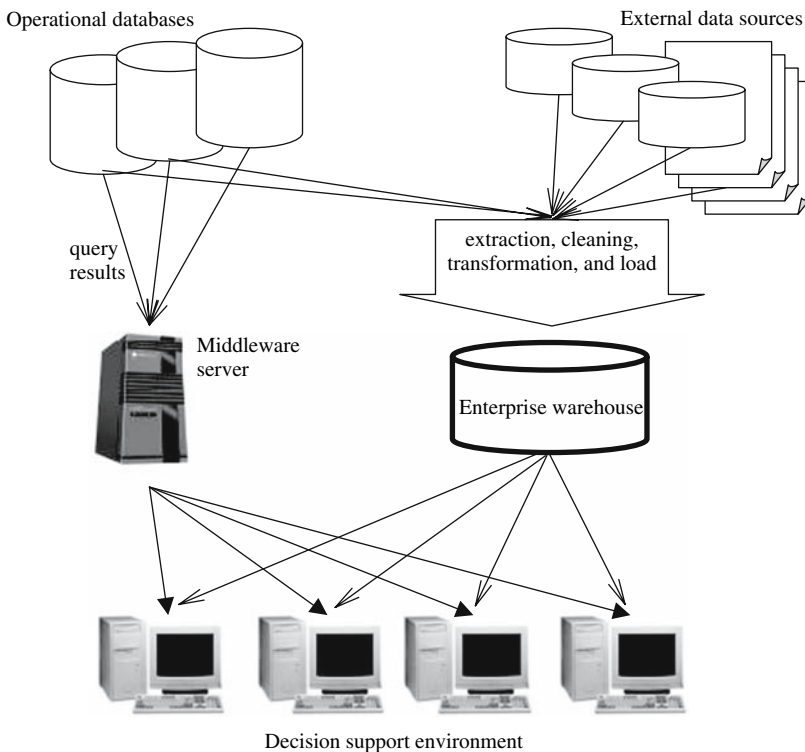 Operational databases
External data sources
query
results
extraction, cleaning,
transformation, and load
Middleware
server
Enterprise warehouse
Decision support environment